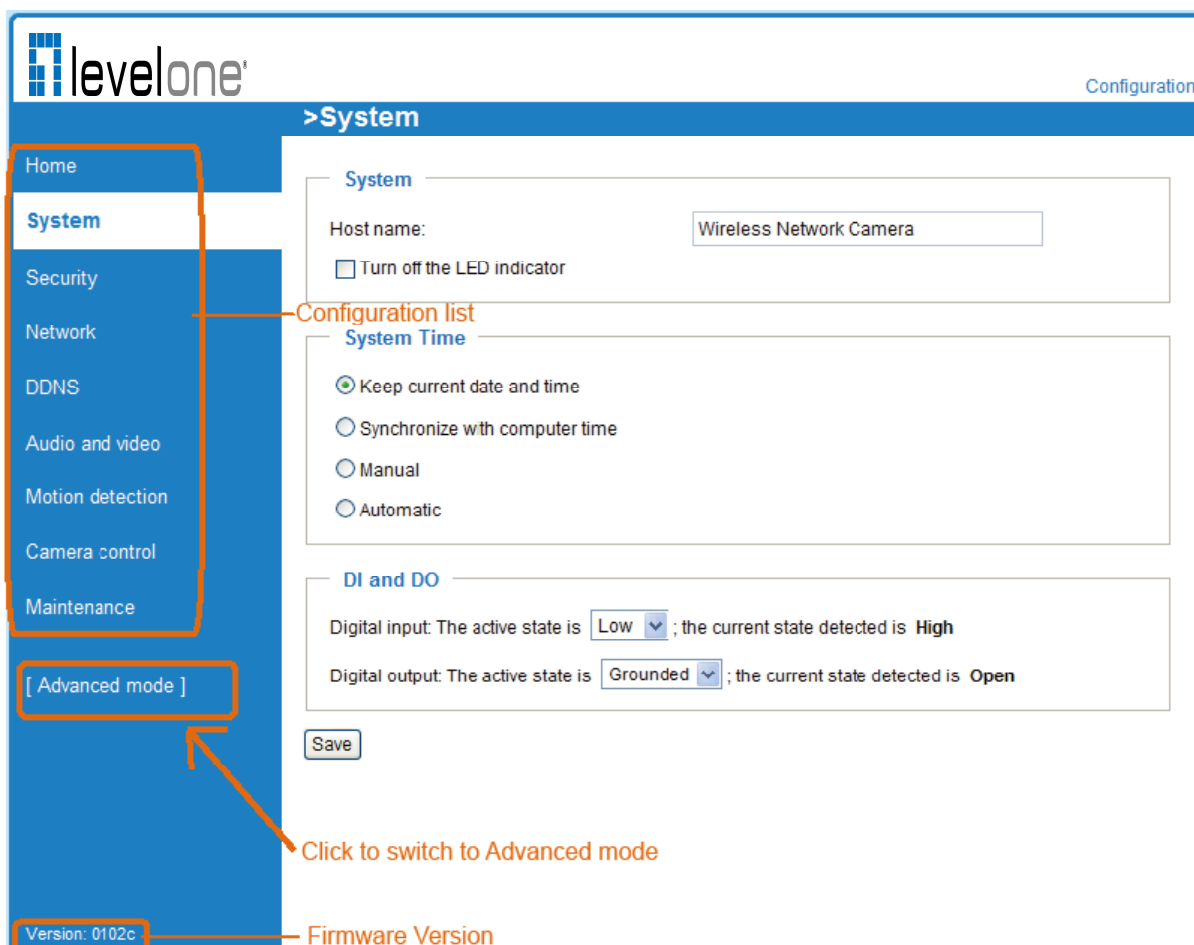 levelone®
Configuration
>System
Home
System
Security
Network
DDNS
Audio and video
Motion detection
Camera control
Maintenance
[ Advanced mode ]
Version: 0102c
System
Host name: Wireless Network Camera
Turn off the LED indicator
Configuration list
System Time
Keep current date and time
Synchronize with computer time
Manual
Automatic
DI and DO
Digital input: The active state is Low ; the current state detected is High
Digital output: The active state is Grounded ; the current state detected is Open
Save
Click to switch to Advanced mode
Firmware Version